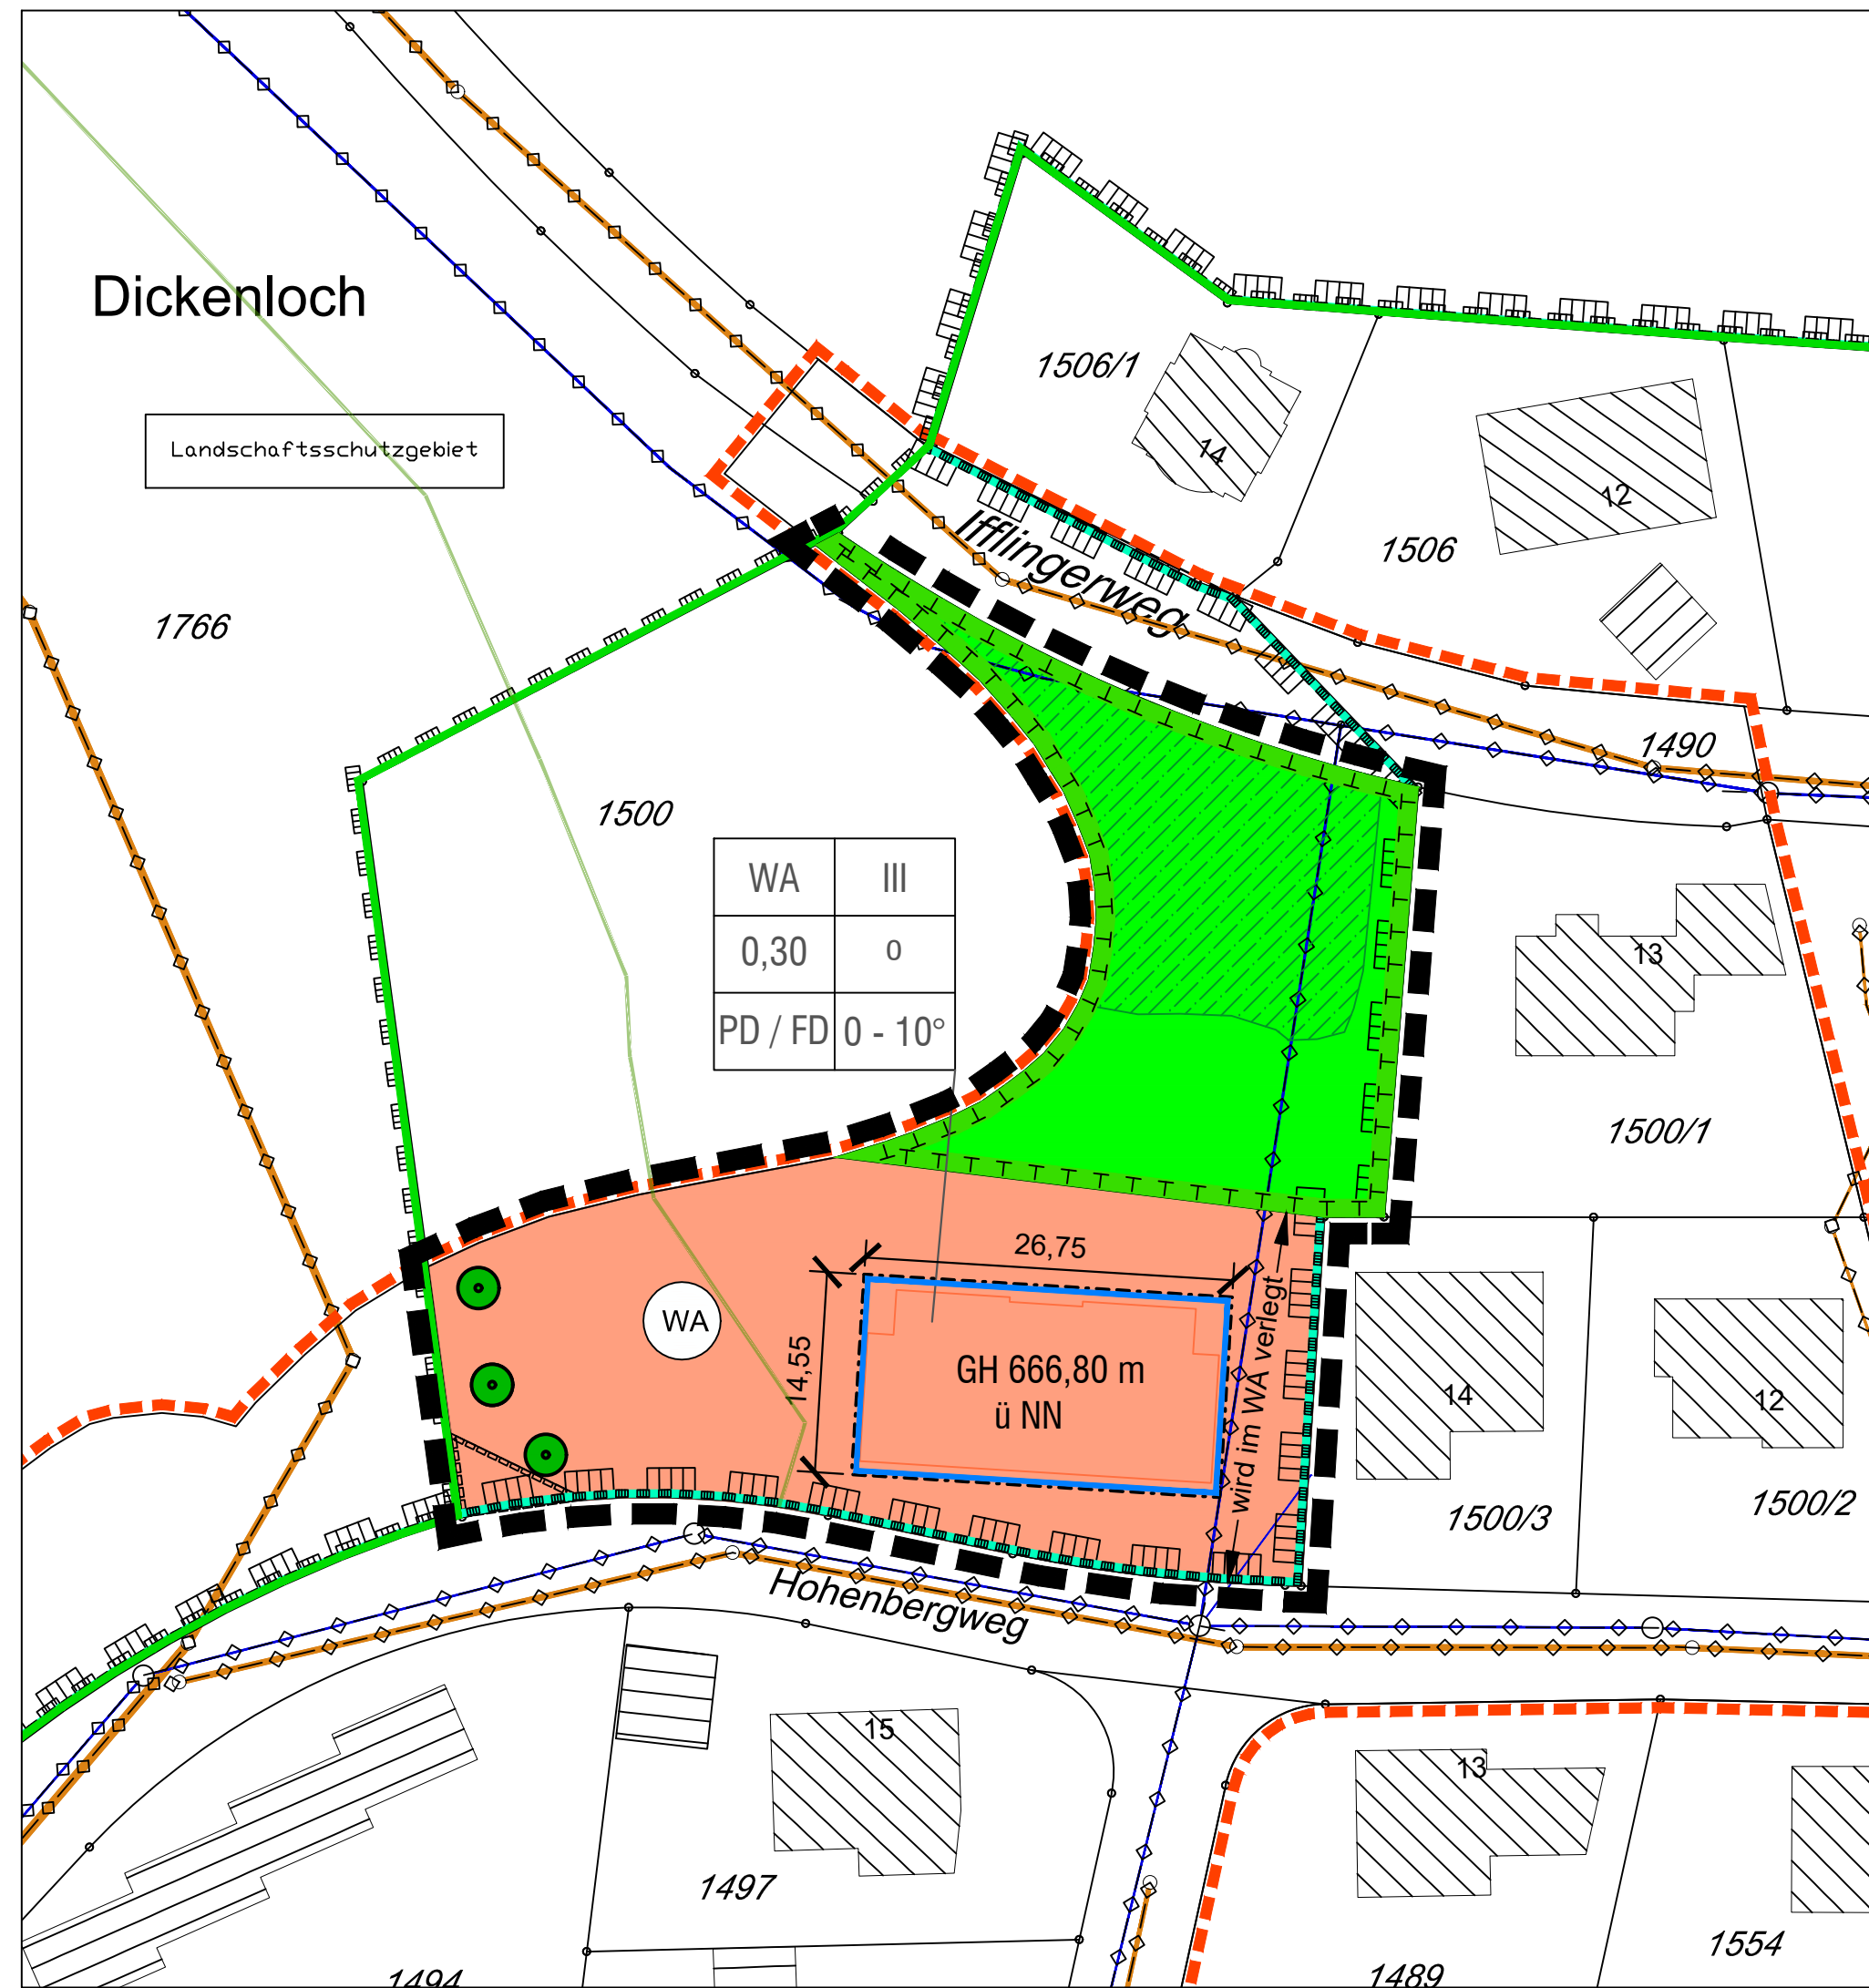 Dickenloch
Landschaftsschutzgebiet
1506/1
14
12
Ifflingerweg
1506
1766
1490
1500
WA III
0,30 o
PD / FD 0 - 10°
13
1500/1
26,75
WA
14,55
GH 666,80 m
ü NN
wird im WA verlegt
14
12
1500/3
1500/2
Hohenbergweg
15
13
1497
1554
1494
1489